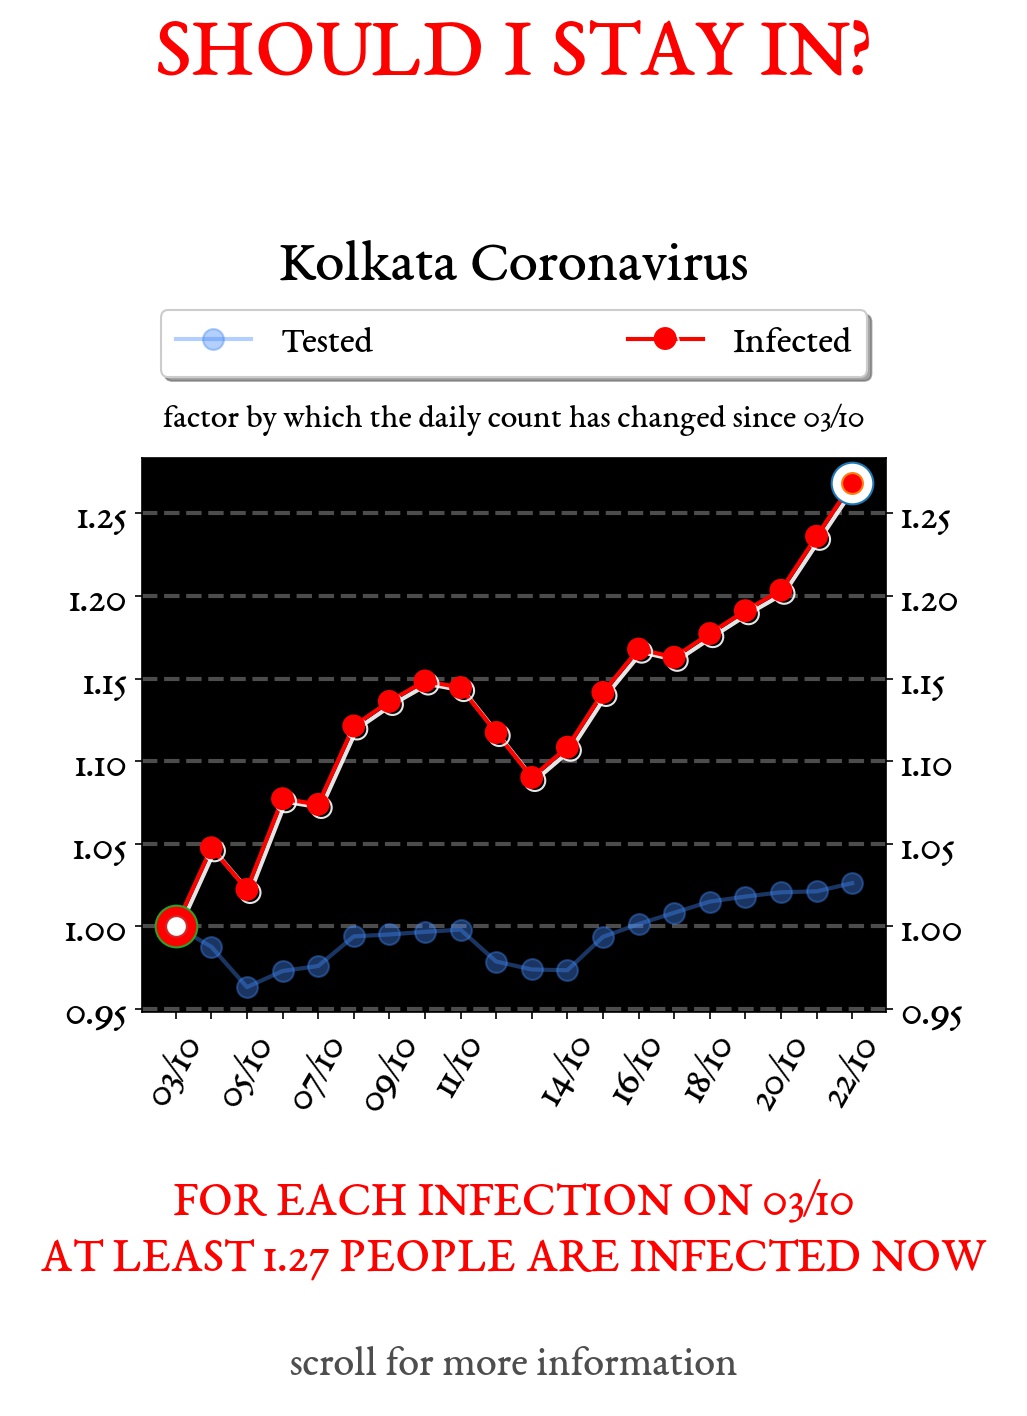 SHOULD I STAY IN?
Kolkata Coronavirus
Tested Infected
factor by which the daily count has changed since 03/10
1.25 1.25
1.20 1.20
1.15 1.15
1.10 1.10
1.05 1.05
1.00 1.00
0.95 0.95
03/10 05/10 07/10 09/10 11/10 14/10 16/10 18/10 20/10 22/10
FOR EACH INFECTION ON 03/10
AT LEAST 1.27 PEOPLE ARE INFECTED NOW
scroll for more information